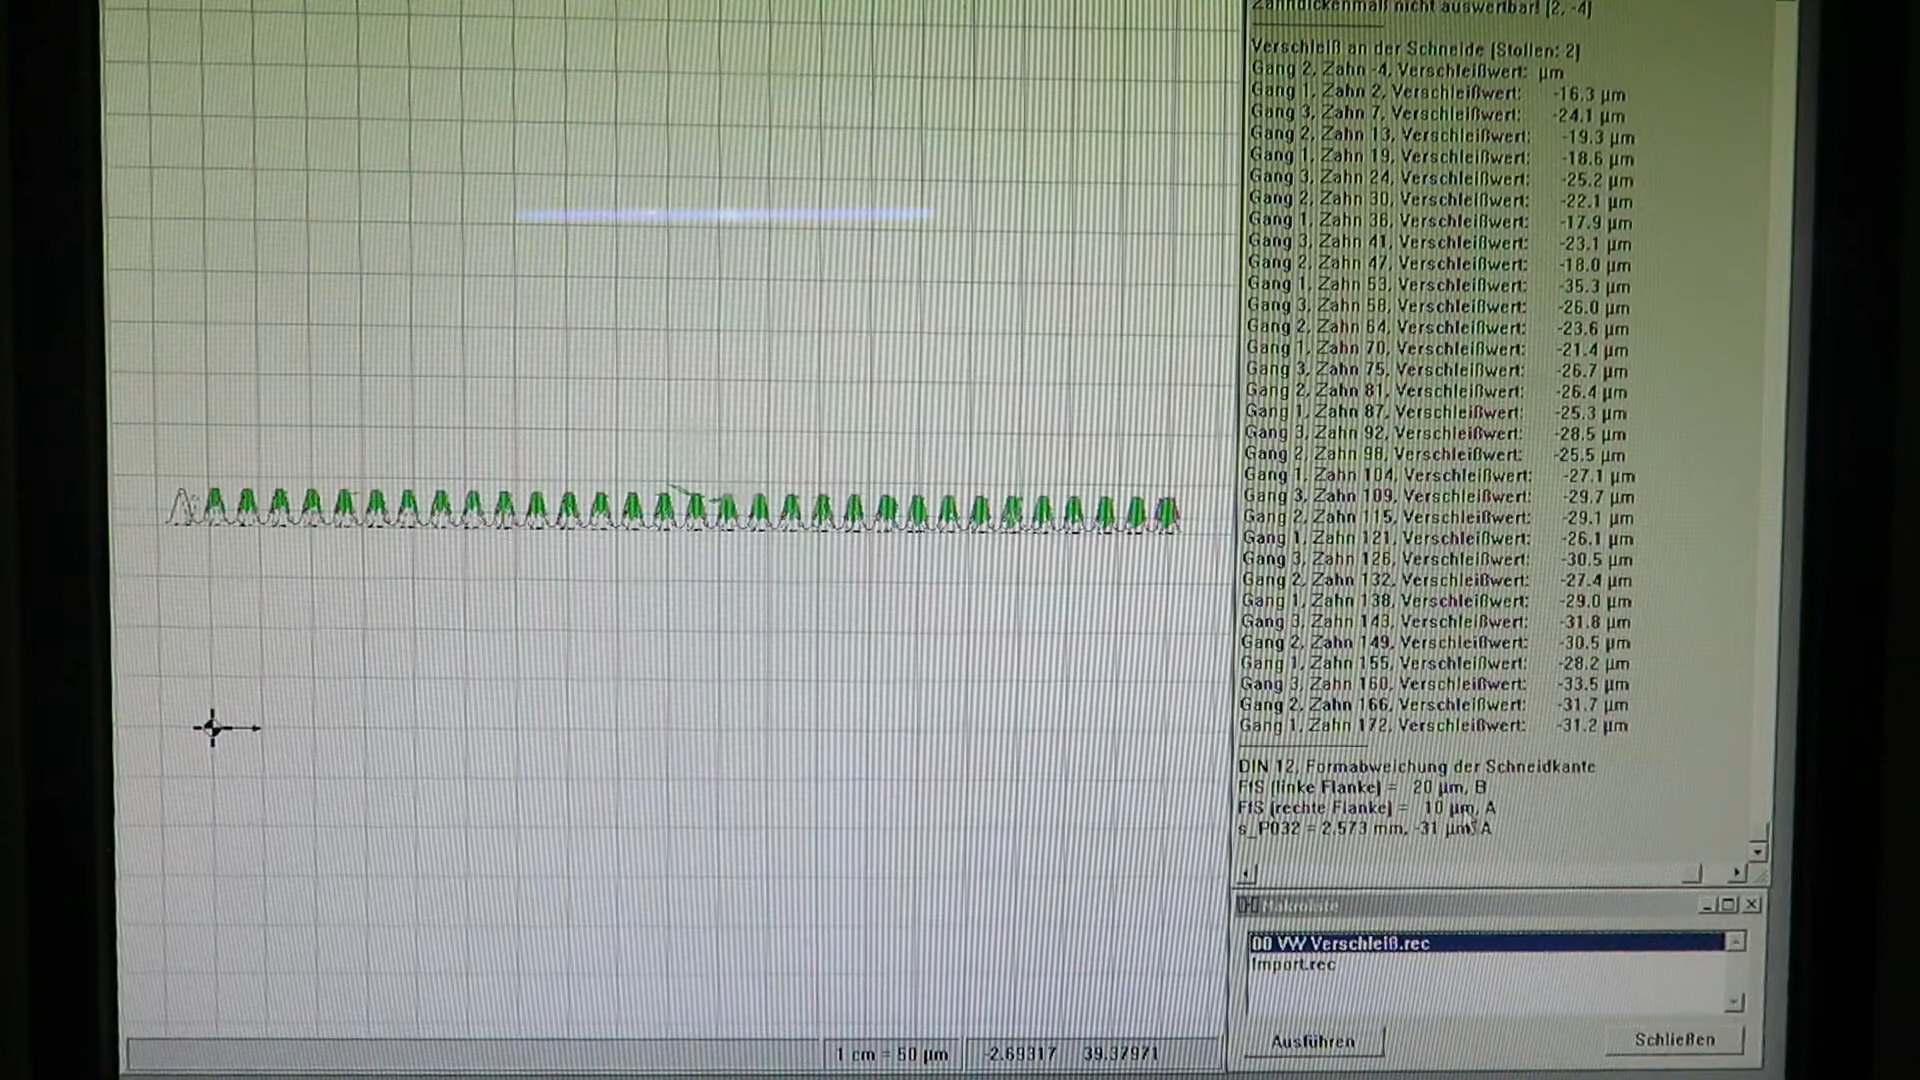 Zahndickenmaß nicht auswertbar! [2, -4]
Verschleiß an der Schneide [Stollen: 2]
Gang 2, Zahn -4, Verschleißwert: µm
Gang 1, Zahn 2, Verschleißwert: -16.3 µm
Gang 3, Zahn 7, Verschleißwert: -24.1 µm
Gang 2, Zahn 13, Verschleißwert: -19.3 µm
Gang 1, Zahn 19, Verschleißwert: -18.6 µm
Gang 3, Zahn 24, Verschleißwert: -25.2 µm
Gang 2, Zahn 30, Verschleißwert: -22.1 µm
Gang 1, Zahn 36, Verschleißwert: -17.9 µm
Gang 3, Zahn 41, Verschleißwert: -23.1 µm
Gang 2, Zahn 47, Verschleißwert: -18.0 µm
Gang 1, Zahn 53, Verschleißwert: -35.3 µm
Gang 3, Zahn 58, Verschleißwert: -26.0 µm
Gang 2, Zahn 64, Verschleißwert: -23.6 µm
Gang 1, Zahn 70, Verschleißwert: -21.4 µm
Gang 3, Zahn 75, Verschleißwert: -26.7 µm
Gang 2, Zahn 81, Verschleißwert: -26.4 µm
Gang 1, Zahn 87, Verschleißwert: -25.3 µm
Gang 3, Zahn 92, Verschleißwert: -28.5 µm
Gang 2, Zahn 98, Verschleißwert: -25.5 µm
Gang 1, Zahn 104, Verschleißwert: -27.1 µm
Gang 3, Zahn 109, Verschleißwert: -29.7 µm
Gang 2, Zahn 115, Verschleißwert: -29.1 µm
Gang 1, Zahn 121, Verschleißwert: -26.1 µm
Gang 3, Zahn 126, Verschleißwert: -30.5 µm
Gang 2, Zahn 132, Verschleißwert: -27.4 µm
Gang 1, Zahn 138, Verschleißwert: -29.0 µm
Gang 3, Zahn 143, Verschleißwert: -31.8 µm
Gang 2, Zahn 149, Verschleißwert: -30.5 µm
Gang 1, Zahn 155, Verschleißwert: -28.2 µm
Gang 3, Zahn 160, Verschleißwert: -33.5 µm
Gang 2, Zahn 166, Verschleißwert: -31.7 µm
Gang 1, Zahn 172, Verschleißwert: -31.2 µm
DIN 12, Formabweichung der Schneidkante
FfS [linke Flanke] = 20 µm, B
FfS [rechte Flanke] = 10 µm, A
s_P032 = 2.573 mm, -31 µm A
00 VW Verschleiß.rec
Import.rec
Ausführen Schließen
1 cm = 50 µm -2.69317 39.37971